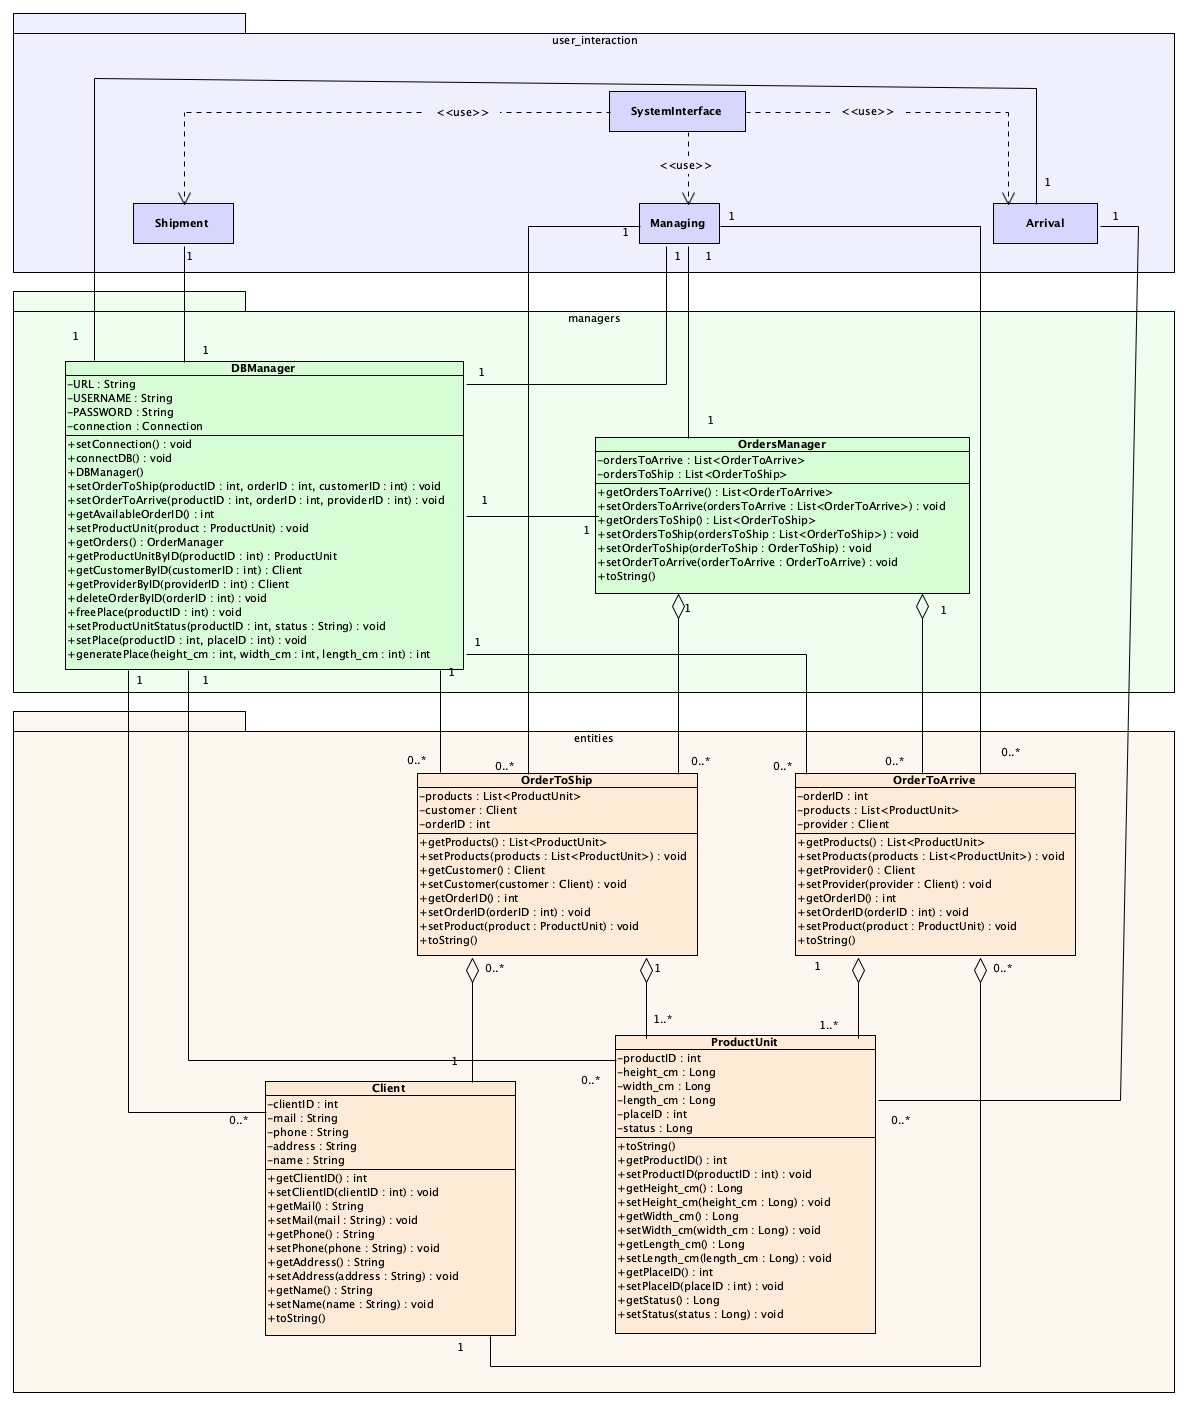 user_interaction
SystemInterface
<<use>>
<<use>>
<<use>>
1
Shipment
Managing
Arrival
1
1
1
1
1
1
managers
1
1
DBManager
-URL : String
-USERNAME : String
-PASSWORD : String
-connection : Connection
+setConnection() : void
+connectDB() : void
+DBManager()
+setOrderToShip(productID : int, orderID : int, customerID : int) : void
+setOrderToArrive(productID : int, orderID : int, providerID : int) : void
+getAvailableOrderID() : int
+setProductUnit(product : ProductUnit) : void
+getOrders() : OrderManager
+getProductUnitByID(productID : int) : ProductUnit
+getCustomerByID(customerID : int) : Client
+getProviderByID(providerID : int) : Client
+deleteOrderByID(orderID : int) : void
+freePlace(productID : int) : void
+setProductUnitStatus(productID : int, status : String) : void
+setPlace(productID : int, placeID : int) : void
+generatePlace(height_cm : int, width_cm : int, length_cm : int) : int
1
1
OrdersManager
-ordersToArrive : List<OrderToArrive>
-ordersToShip : List<OrderToShip>
+getOrdersToArrive() : List<OrderToArrive>
+setOrdersToArrive(ordersToArrive : List<OrderToArrive>) : void
+getOrdersToShip() : List<OrderToShip>
+setOrdersToShip(ordersToShip : List<OrderToShip>) : void
+setOrderToShip(orderToShip : OrderToShip) : void
+setOrderToArrive(orderToArrive : OrderToArrive) : void
+toString()
1
1
1
1
1
1
1
1
entities
0..*
0..*
0..*
0..*
0..*
0..*
OrderToShip
-products : List<ProductUnit>
-customer : Client
-orderID : int
+getProducts() : List<ProductUnit>
+setProducts(products : List<ProductUnit>) : void
+getCustomer() : Client
+setCustomer(customer : Client) : void
+getOrderID() : int
+setOrderID(orderID : int) : void
+setProduct(product : ProductUnit) : void
+toString()
OrderToArrive
-orderID : int
-products : List<ProductUnit>
-provider : Client
+getProducts() : List<ProductUnit>
+setProducts(products : List<ProductUnit>) : void
+getProvider() : Client
+setProvider(provider : Client) : void
+getOrderID() : int
+setOrderID(orderID : int) : void
+setProduct(product : ProductUnit) : void
+toString()
0..*
1
1
0..*
1..*
1..*
1
0..*
0..*
0..*
Client
-clientID : int
-mail : String
-phone : String
-address : String
-name : String
+getClientID() : int
+setClientID(clientID : int) : void
+getMail() : String
+setMail(mail : String) : void
+getPhone() : String
+setPhone(phone : String) : void
+getAddress() : String
+setAddress(address : String) : void
+getName() : String
+setName(name : String) : void
+toString()
1
ProductUnit
-productID : int
-height_cm : Long
-width_cm : Long
-length_cm : Long
-placeID : int
-status : Long
+toString()
+getProductID() : int
+setProductID(productID : int) : void
+getHeight_cm() : Long
+setHeight_cm(height_cm : Long) : void
+getWidth_cm() : Long
+setWidth_cm(width_cm : Long) : void
+getLength_cm() : Long
+setLength_cm(length_cm : Long) : void
+getPlaceID() : int
+setPlaceID(placeID : int) : void
+getStatus() : Long
+setStatus(status : Long) : void